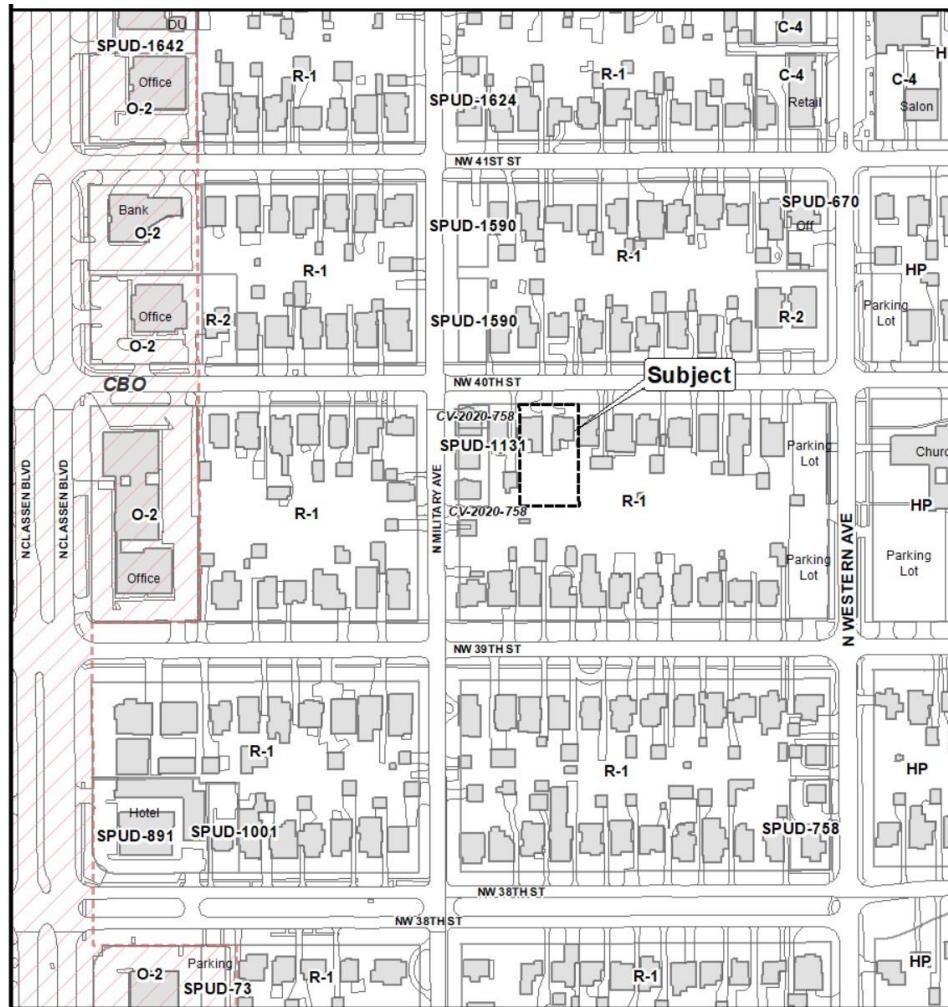 DU
SPUD-1642
Office
O-2
R-1
SPUD-1624
R-1
C-4
C-4
Retail
H
C-4
Salon
NW 41ST ST
Bank
O-2
R-1
SPUD-1590
R-1
SPUD-670
Off
HP
Parking
Lot
Office
O-2
R-2
SPUD-1590
R-2
CBO
NW 40TH ST
Subject
CV-2020-758
SPUD-1131
CV-2020-758
R-1
Parking
Lot
Parking
Lot
Churc
HP
Parking
Lot
N CLASSEN BLVD
N CLASSEN BLVD
O-2
Office
R-1
N MILITARY AVE
N WESTERN AVE
NW 39TH ST
R-1
R-1
HP
Hotel
SPUD-891
SPUD-1001
SPUD-758
NW 38TH ST
NW 38TH ST
O-2
Parking
SPUD-73
R-1
R-1
HP